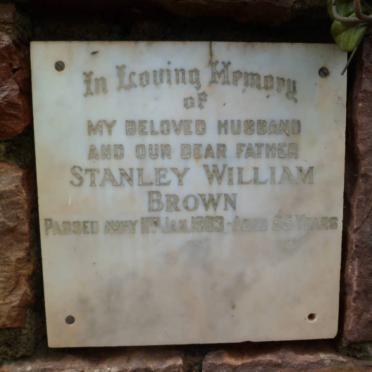 In Loving Memory
of
MY BELOVED HUSBAND
AND OUR DEAR FATHER
STANLEY WILLIAM
BROWN
PASSED AWAY JAN. AGED YEARS